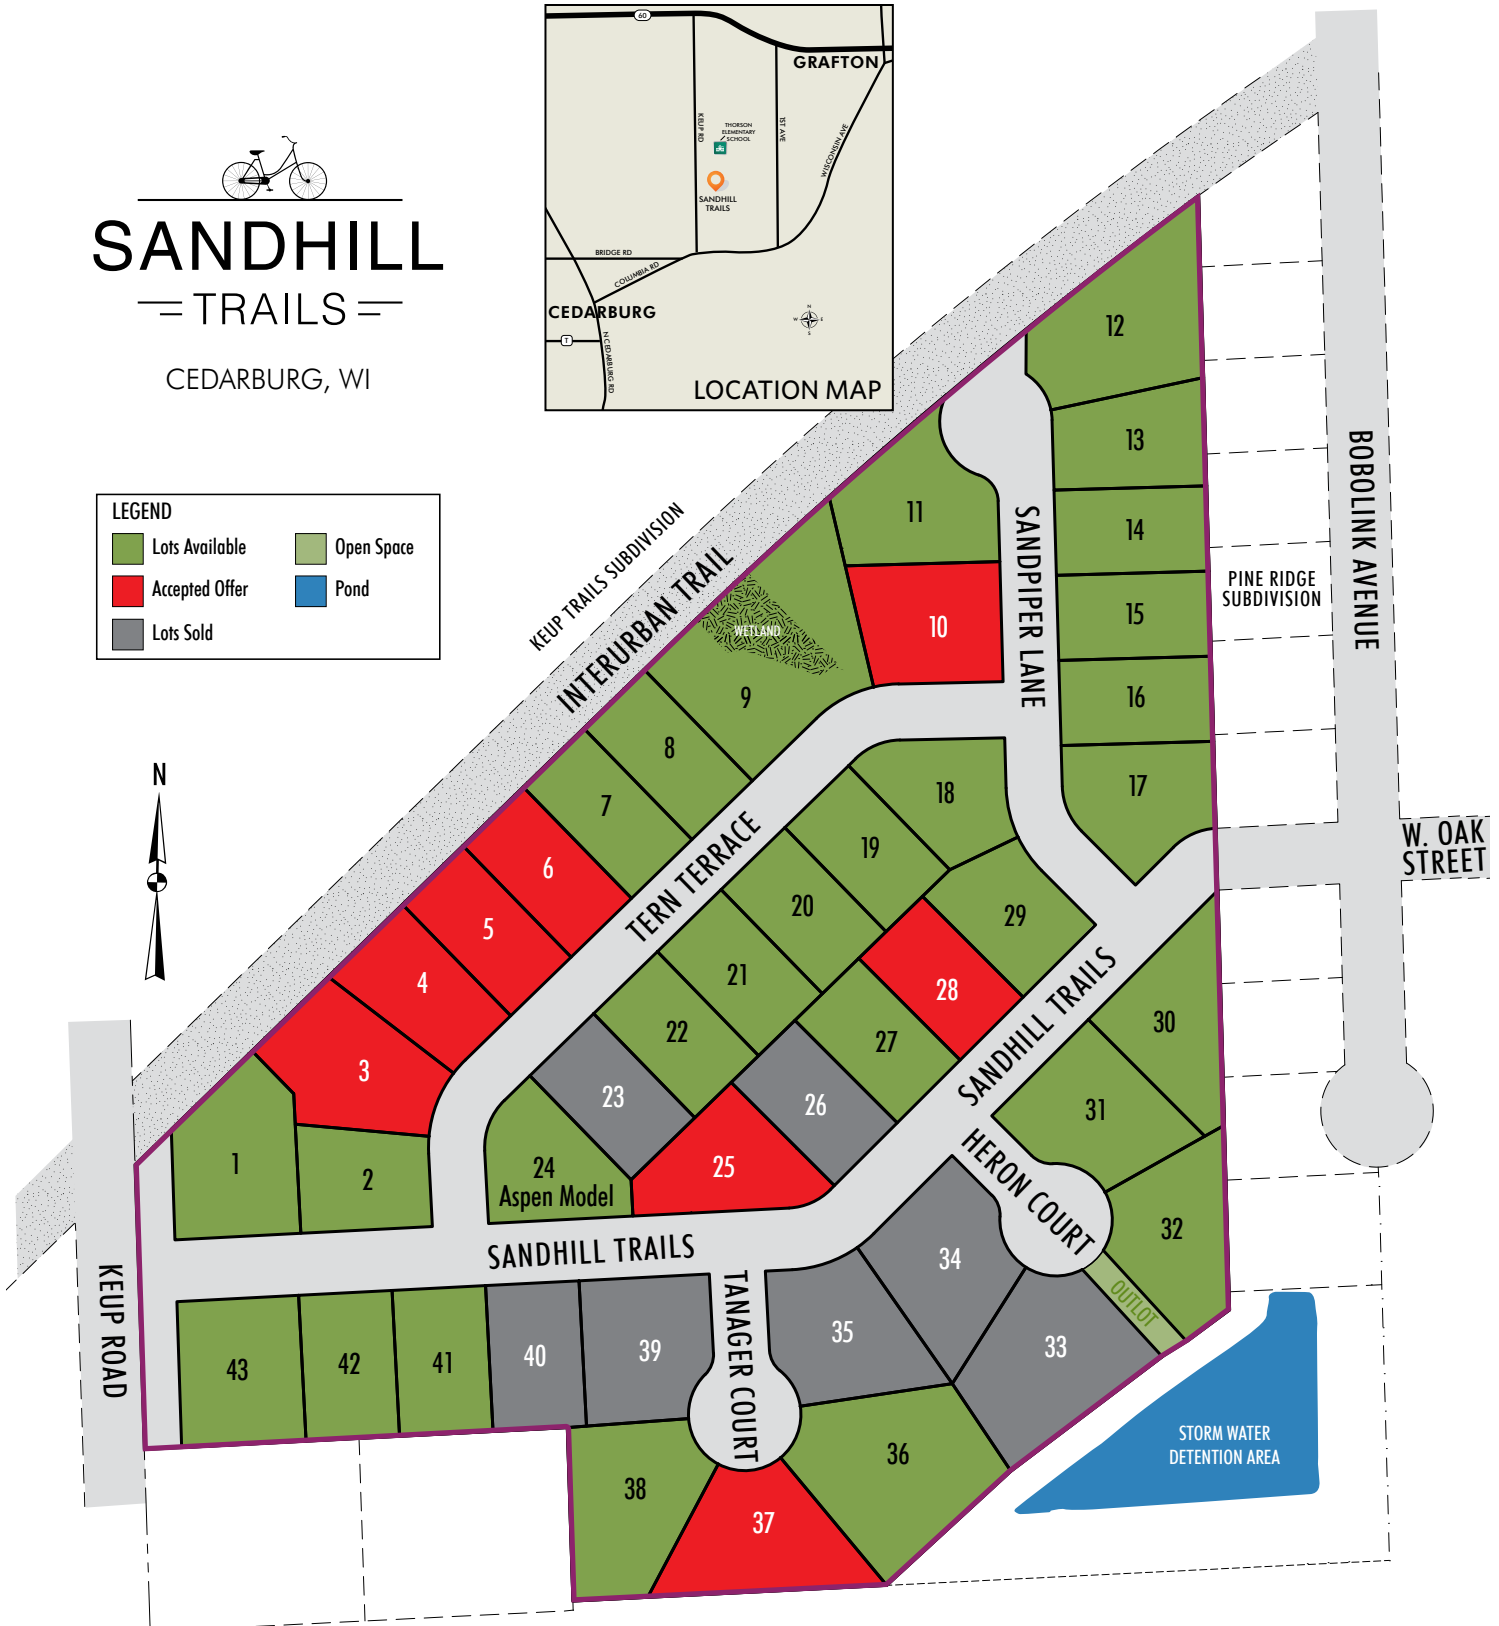 SANDHILL
TRAILS
CEDARBURG, WI
60
GRAFTON
KEUP RD
THORSON
ELEMENTARY
SCHOOL
1ST AVE
WISCONSIN AVE
SANDHILL
TRAILS
BRIDGE RD
COLUMBIA RD
CEDARBURG
T
N CEDARBURG RD
N
W E
S
LOCATION MAP
LEGEND
Lots Available
Open Space
Accepted Offer
Pond
Lots Sold
KEUP TRAILS SUBDIVISION
INTERURBAN TRAIL
WETLAND
N
12
13
11
14
SANDPIPER LANE
BOBOLINK AVENUE
PINE RIDGE
SUBDIVISION
15
10
16
9
8
17
7
18
W. OAK
STREET
19
6
TERN TERRACE
20
29
5
21
28
4
22
27
30
SANDHILL TRAILS
3
23
26
31
1
2
24
Aspen Model
25
HERON COURT
32
SANDHILL TRAILS
34
KEUP ROAD
TANAGER COURT
OUTLOT
35
33
43
42
41
40
39
38
36
37
STORM WATER
DETENTION AREA